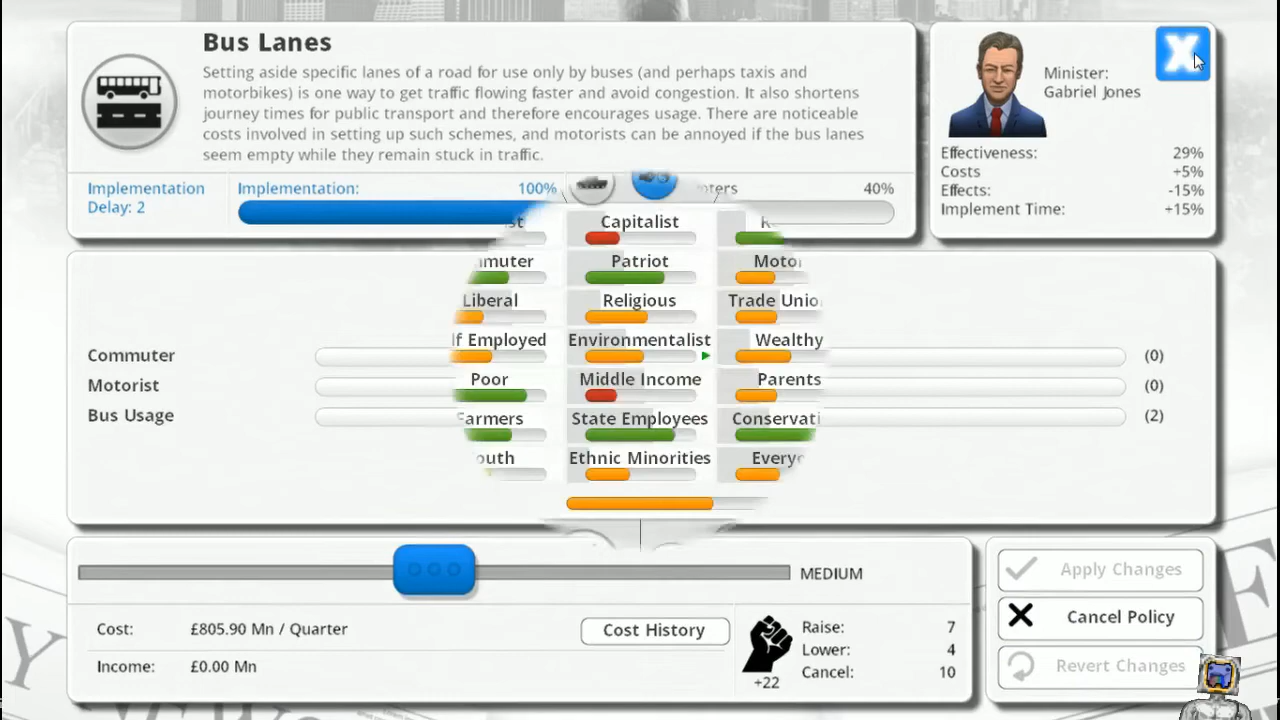 Bus Lanes
Setting aside specific lanes of a road for use only by buses (and perhaps taxis and
motorbikes) is one way to get traffic flowing faster and avoid congestion. It also shortens
journey times for public transport and therefore encourages usage. There are noticeable
costs involved in setting up such schemes, and motorists can be annoyed if the bus lanes
seem empty while they remain stuck in traffic.
Implementation
Delay: 2
Implementation: 100%
40%
X
Minister:
Gabriel Jones
Effectiveness: 29%
Costs +5%
Effects: -15%
Implement Time: +15%
Capitalist
Patriot
Liberal Religious
Employed Environmentalist Wealthy
Poor Middle Income Parents
State Employees
Ethnic Minorities
Commuter (0)
Motorist (0)
Bus Usage (2)
MEDIUM
Cost: £805.90 Mn / Quarter
Cost History
Income: £0.00 Mn
+22
Raise: 7
Lower: 4
Cancel: 10
Apply Changes
Cancel Policy
Revert Changes